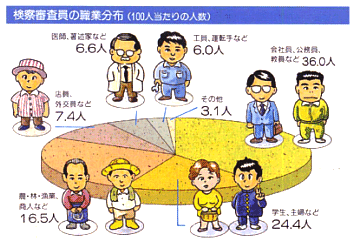 検察審査員の職業分布(100人当たりの人数)
医師、著述家など
6.6人
工員、運転手など
6.0人
会社員、公務員、
教員など 36.0人
店員、
外交員など
7.4人
その他
3.1人
農・林・漁業、
商人など
16.5人
学生、主婦など
24.4人